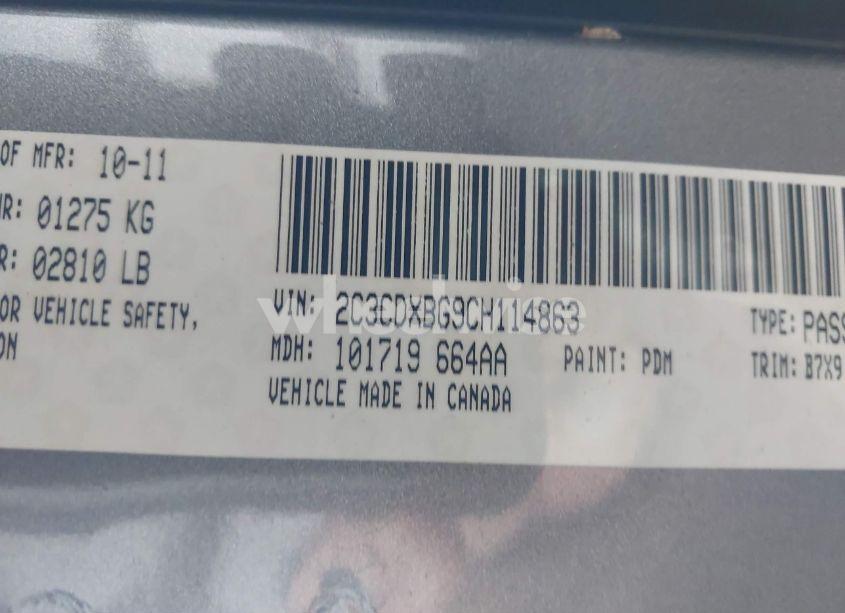 OF MFR: 10-11
R: 01275 KG
R: 02810 LB
OR VEHICLE SAFETY,
ON
VIN: 2C3CDXBG9CH114863
TYPE: PASS
MDH: 101719 664AA
PAINT: PDM
TRIM: B7X9
VEHICLE MADE IN CANADA